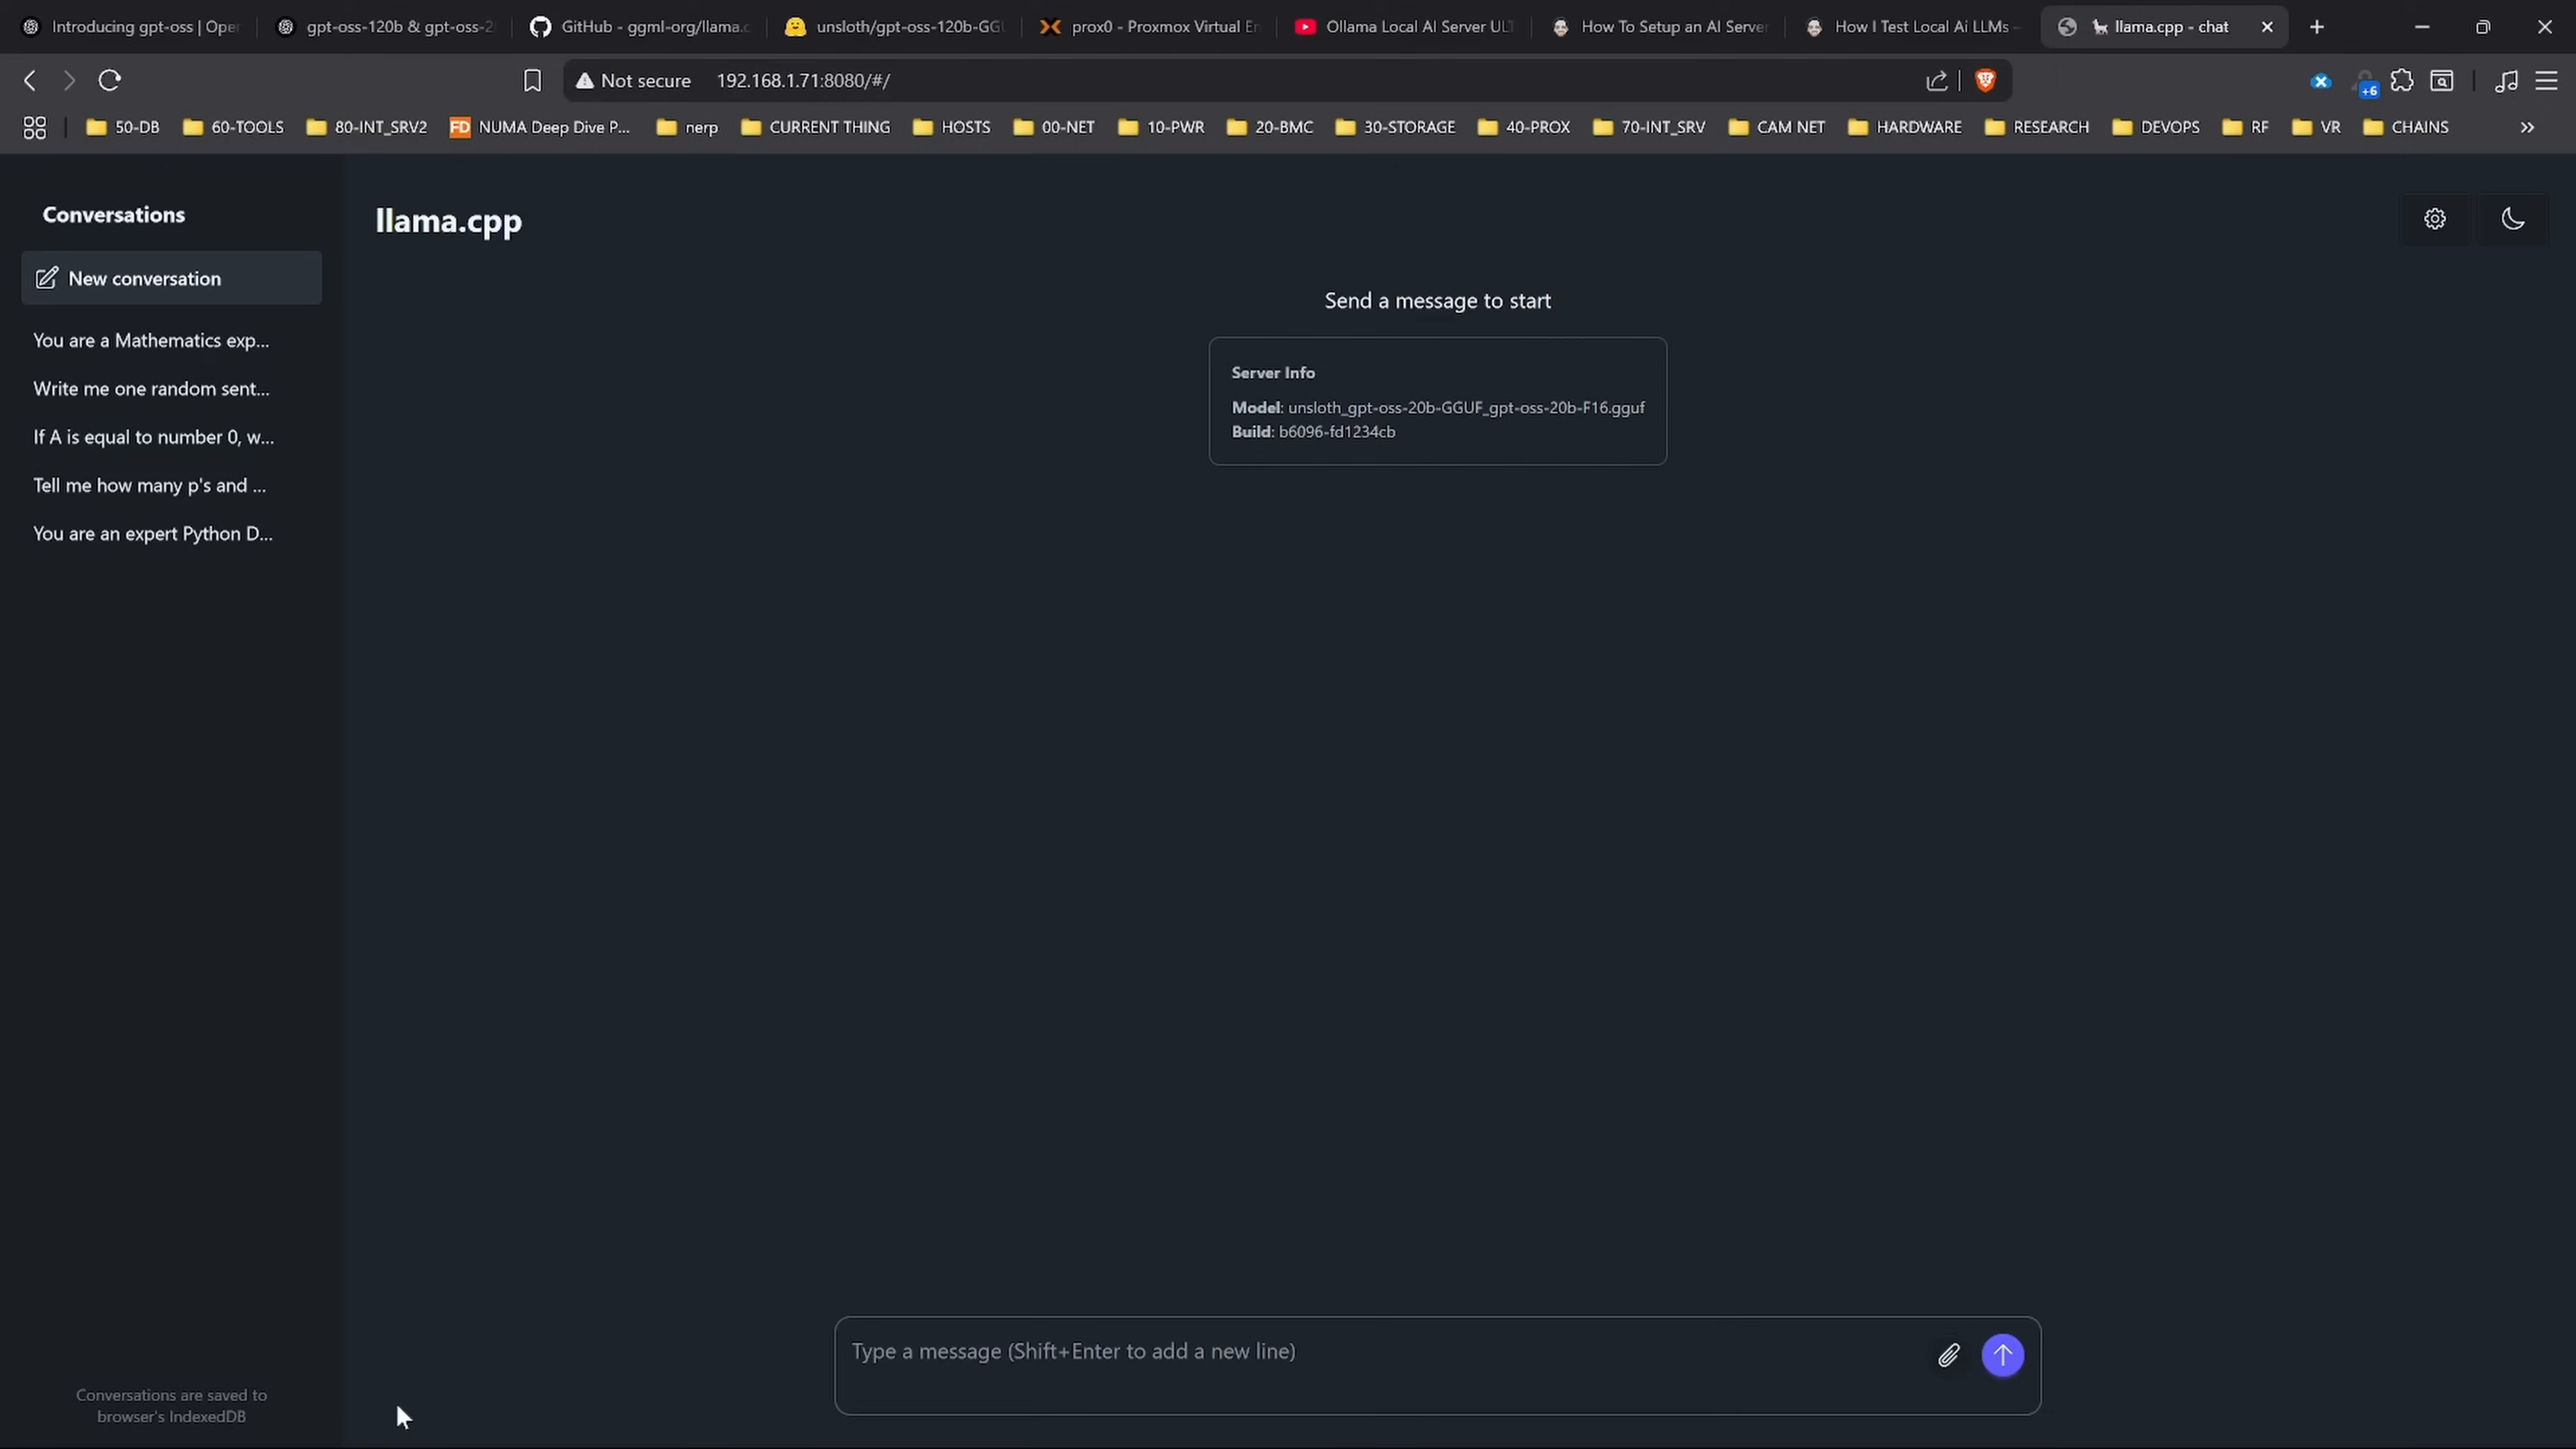 Introducing gpt-oss | Oper
gpt-oss-120b & gpt-oss-2
GitHub - ggml-org/llama.c
unsloth/gpt-oss-120b-GGU
prox0 - Proxmox Virtual En
Ollama Local AI Server ULT
How To Setup an AI Server
How I Test Local Ai LLMs -
llama.cpp - chat
Not secure
192.168.1.71:8080/#/
+6
50-DB
60-TOOLS
80-INT_SRV2
FD
NUMA Deep Dive P...
nerp
CURRENT THING
HOSTS
00-NET
10-PWR
20-BMC
30-STORAGE
40-PROX
70-INT_SRV
CAM NET
HARDWARE
RESEARCH
DEVOPS
RF
VR
CHAINS
Conversations
New conversation
You are a Mathematics exp...
Write me one random sent...
If A is equal to number 0, w...
Tell me how many p's and ...
You are an expert Python D...
Conversations are saved to
browser's IndexedDB
llama.cpp
Send a message to start
Server Info
Model: unsloth_gpt-oss-20b-GGUF_gpt-oss-20b-F16.gguf
Build: b6096-fd1234cb
Type a message (Shift+Enter to add a new line)